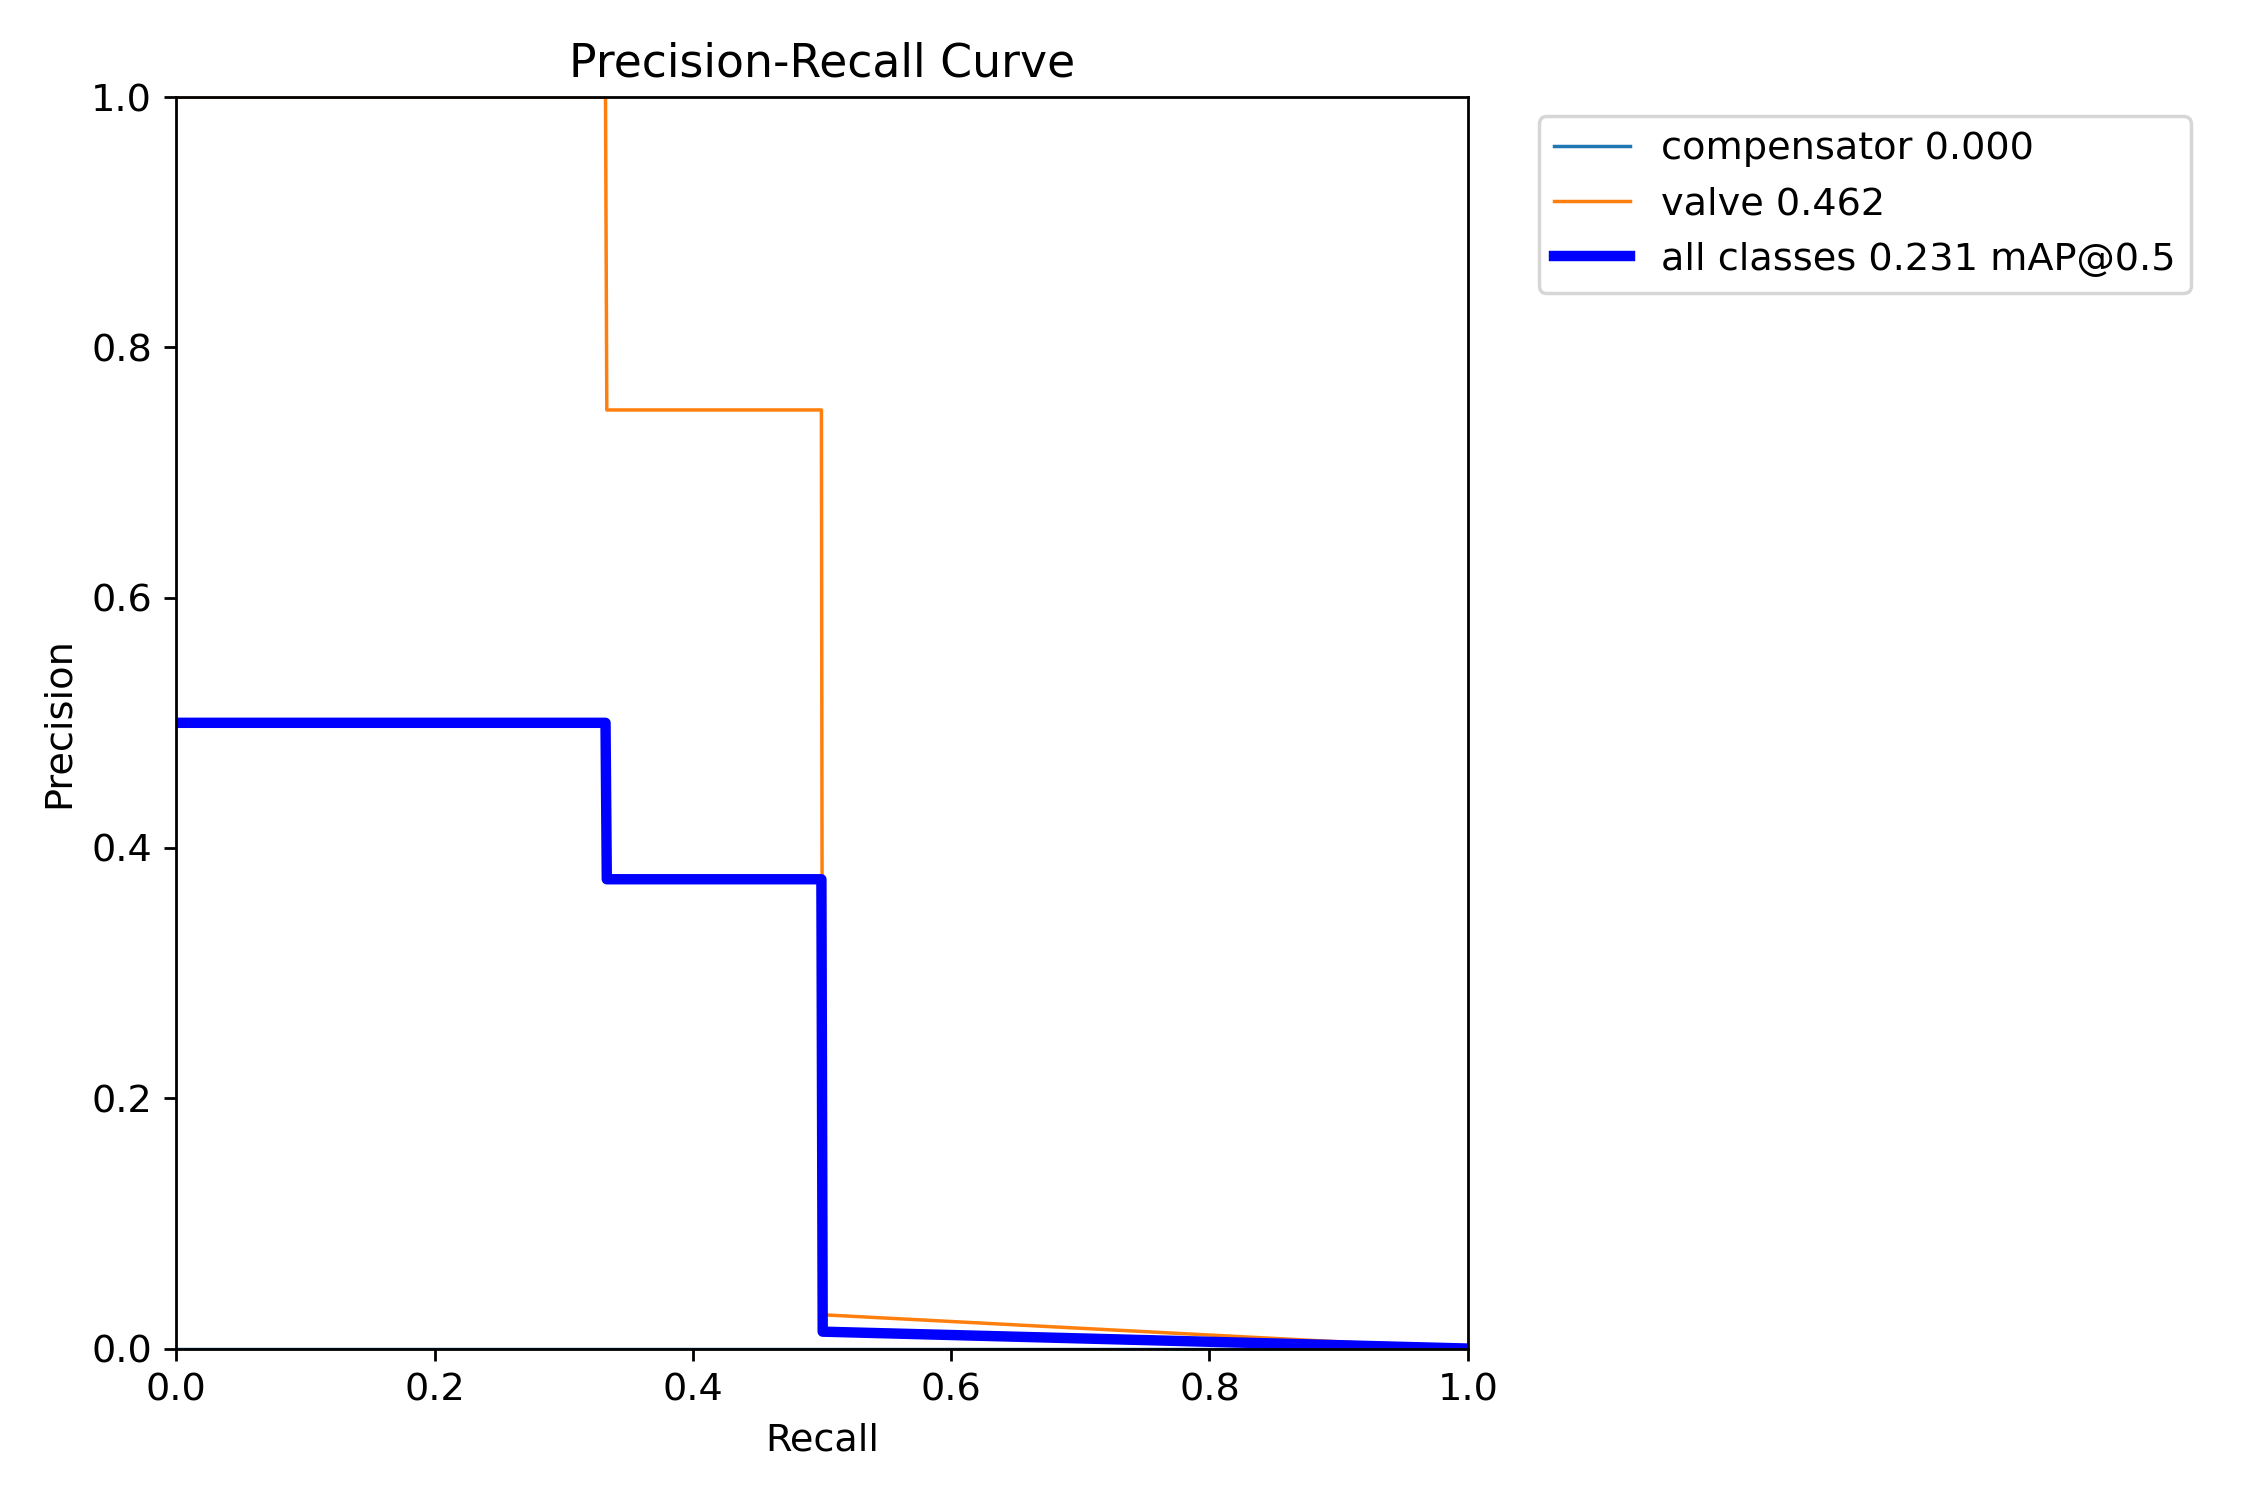 Precision-Recall Curve
1.0
0.8
0.6
0.4
0.2
0.0
Precision
0.0 0.2 0.4 0.6 0.8 1.0
Recall
compensator 0.000
valve 0.462
all classes 0.231 mAP@0.5